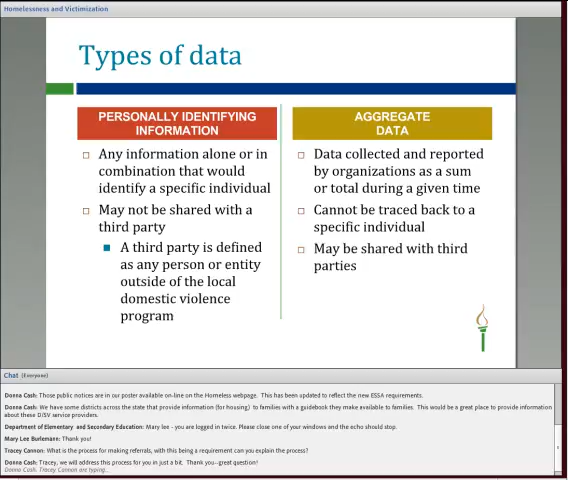 Homelessness and Victimization
Types of data
PERSONALLY IDENTIFYING
INFORMATION
Any information alone or in
combination that would
identify a specific individual
May not be shared with a
third party
A third party is defined
as any person or entity
outside of the local
domestic violence
program
AGGREGATE
DATA
Data collected and reported
by organizations as a sum
or total during a given time
Cannot be traced back to a
specific individual
May be shared with third
parties
Chat (Everyone)
Donna Cash: Those public notices are in our poster available on-line on the Homeless webpage. This has been updated to reflect the new ESSA requirements.
Donna Cash: We have some districts across the state that provide information (for housing) to families with a guidebook they make available to families. This would be a great place to provide information
about these D/SV service providers.
Department of Elementary and Secondary Education: Mary lee - you are logged in twice. Please close one of your windows and the echo should stop.
Mary Lee Burlemann: Thank you!
Tracey Cannon: What is the process for making referrals, with this being a requirement can you explain the process?
Donna Cash: Tracey, we will address this process for you in just a bit. Thank you--great question!
Donna Cash, Tracey Cannon are typing...